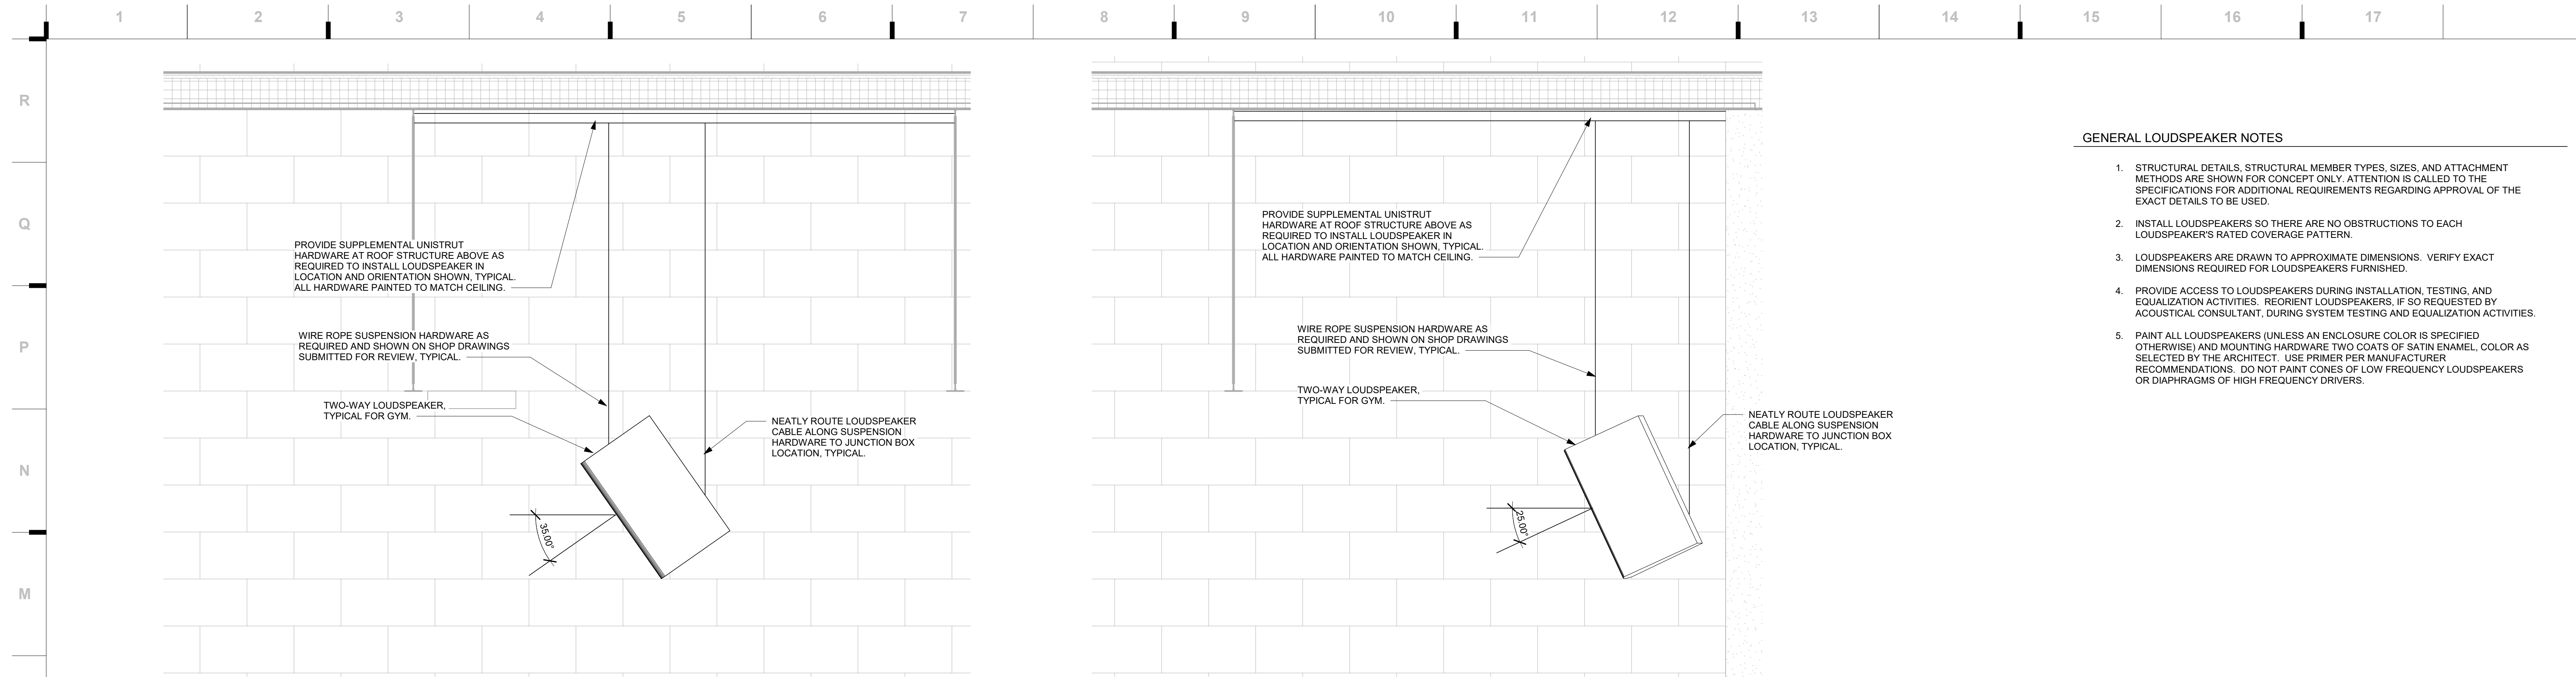 1 2 3 4 5 6 7 8 9 10 11 12 13 14 15 16 17
R
Q
P
N
M
PROVIDE SUPPLEMENTAL UNISTRUT
HARDWARE AT ROOF STRUCTURE ABOVE AS
REQUIRED TO INSTALL LOUDSPEAKER IN
LOCATION AND ORIENTATION SHOWN, TYPICAL.
ALL HARDWARE PAINTED TO MATCH CEILING.
WIRE ROPE SUSPENSION HARDWARE AS
REQUIRED AND SHOWN ON SHOP DRAWINGS
SUBMITTED FOR REVIEW, TYPICAL.
TWO-WAY LOUDSPEAKER,
TYPICAL FOR GYM.
NEATLY ROUTE LOUDSPEAKER
CABLE ALONG SUSPENSION
HARDWARE TO JUNCTION BOX
LOCATION, TYPICAL.
35.00°
PROVIDE SUPPLEMENTAL UNISTRUT
HARDWARE AT ROOF STRUCTURE ABOVE AS
REQUIRED TO INSTALL LOUDSPEAKER IN
LOCATION AND ORIENTATION SHOWN, TYPICAL.
ALL HARDWARE PAINTED TO MATCH CEILING.
WIRE ROPE SUSPENSION HARDWARE AS
REQUIRED AND SHOWN ON SHOP DRAWINGS
SUBMITTED FOR REVIEW, TYPICAL.
TWO-WAY LOUDSPEAKER,
TYPICAL FOR GYM.
NEATLY ROUTE LOUDSPEAKER
CABLE ALONG SUSPENSION
HARDWARE TO JUNCTION BOX
LOCATION, TYPICAL.
25.00°
GENERAL LOUDSPEAKER NOTES
1. STRUCTURAL DETAILS, STRUCTURAL MEMBER TYPES, SIZES, AND ATTACHMENT
METHODS ARE SHOWN FOR CONCEPT ONLY. ATTENTION IS CALLED TO THE
SPECIFICATIONS FOR ADDITIONAL REQUIREMENTS REGARDING APPROVAL OF THE
EXACT DETAILS TO BE USED.
2. INSTALL LOUDSPEAKERS SO THERE ARE NO OBSTRUCTIONS TO EACH
LOUDSPEAKER'S RATED COVERAGE PATTERN.
3. LOUDSPEAKERS ARE DRAWN TO APPROXIMATE DIMENSIONS. VERIFY EXACT
DIMENSIONS REQUIRED FOR LOUDSPEAKERS FURNISHED.
4. PROVIDE ACCESS TO LOUDSPEAKERS DURING INSTALLATION, TESTING, AND
EQUALIZATION ACTIVITIES. REORIENT LOUDSPEAKERS, IF SO REQUESTED BY
ACOUSTICAL CONSULTANT, DURING SYSTEM TESTING AND EQUALIZATION ACTIVITIES.
5. PAINT ALL LOUDSPEAKERS (UNLESS AN ENCLOSURE COLOR IS SPECIFIED
OTHERWISE) AND MOUNTING HARDWARE TWO COATS OF SATIN ENAMEL, COLOR AS
SELECTED BY THE ARCHITECT. USE PRIMER PER MANUFACTURER
RECOMMENDATIONS. DO NOT PAINT CONES OF LOW FREQUENCY LOUDSPEAKERS
OR DIAPHRAGMS OF HIGH FREQUENCY DRIVERS.